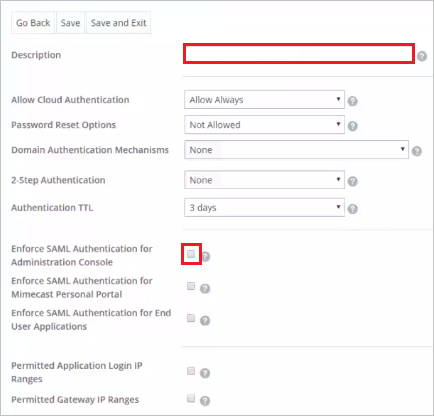 Go Back Save Save and Exit
Description ?
Allow Cloud Authentication Allow Always ?
Password Reset Options Not Allowed ?
Domain Authentication Mechanisms None ?
2-Step Authentication None ?
Authentication TTL 3 days ?
Enforce SAML Authentication for
Administration Console ?
Enforce SAML Authentication for
Mimecast Personal Portal ?
Enforce SAML Authentication for End
User Applications ?
Permitted Application Login IP
Ranges ?
Permitted Gateway IP Ranges ?